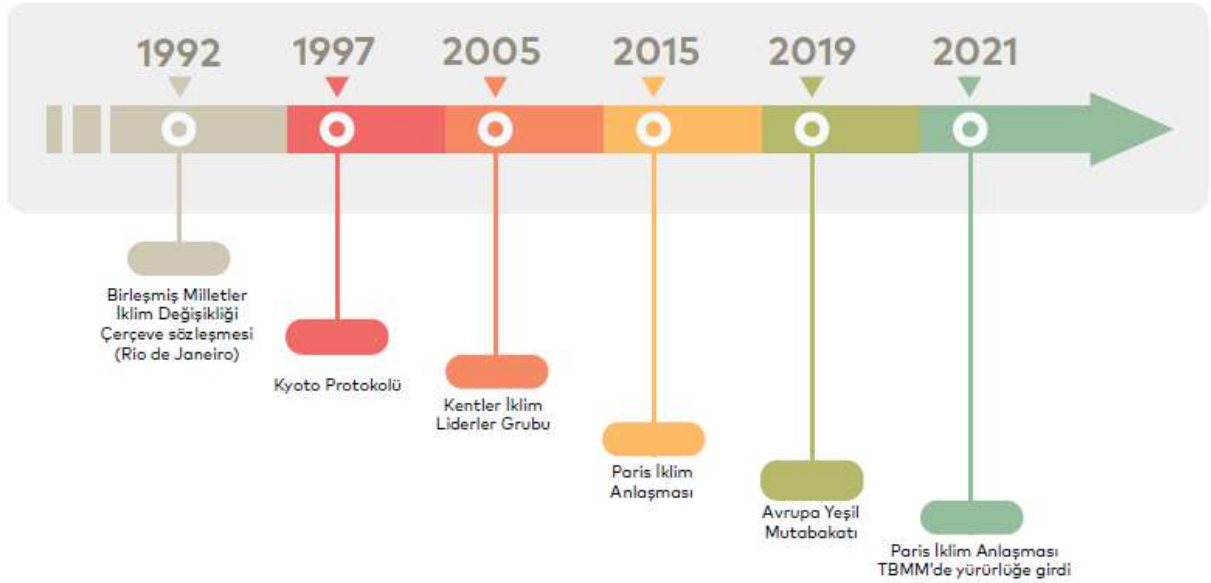 1992
1997
2005
2015
2019
2021
Birleşmiş Milletler
İklim Değişikliği
Çerçeve sözleşmesi
(Rio de Janeiro)
Kyoto Protokolü
Kentler İklim
Liderler Grubu
Paris İklim
Anlaşması
Avrupa Yeşil
Mutabakatı
Paris İklim Anlaşması
TBMM'de yürürlüğe girdi